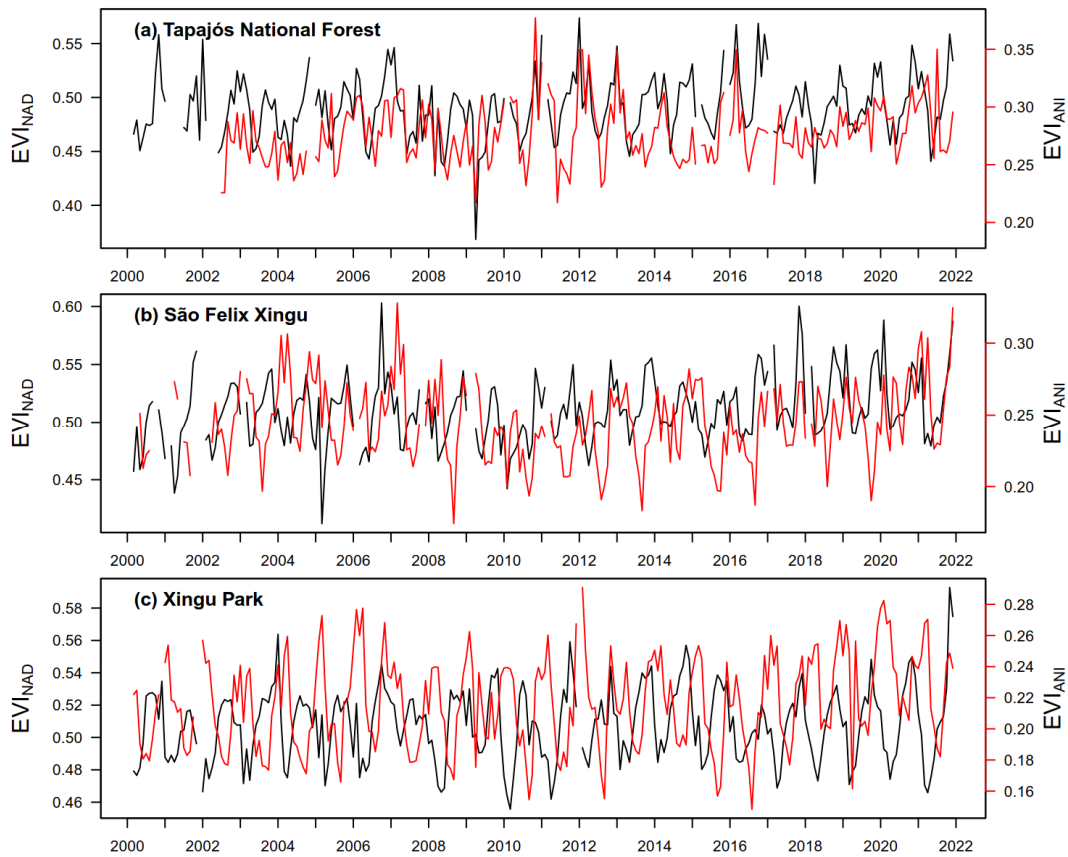 (a) Tapajós National Forest
0.55
0.50
0.45
0.40
EVINAD
0.35
0.30
0.25
0.20
EVIANI
2000 2002 2004 2006 2008 2010 2012 2014 2016 2018 2020 2022
(b) São Felix Xingu
0.60
0.55
0.50
0.45
EVINAD
0.30
0.25
0.20
EVIANI
2000 2002 2004 2006 2008 2010 2012 2014 2016 2018 2020 2022
(c) Xingu Park
0.58
0.56
0.54
0.52
0.50
0.48
0.46
EVINAD
0.28
0.26
0.24
0.22
0.20
0.18
0.16
EVIANI
2000 2002 2004 2006 2008 2010 2012 2014 2016 2018 2020 2022